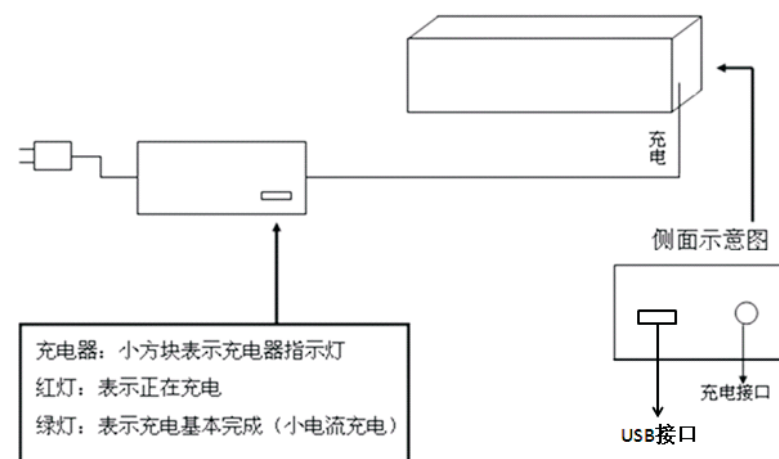 充电
侧面示意图
充电器：小方块表示充电器指示灯
红灯：表示正在充电
绿灯：表示充电基本完成（小电流充电）
充电接口
USB接口